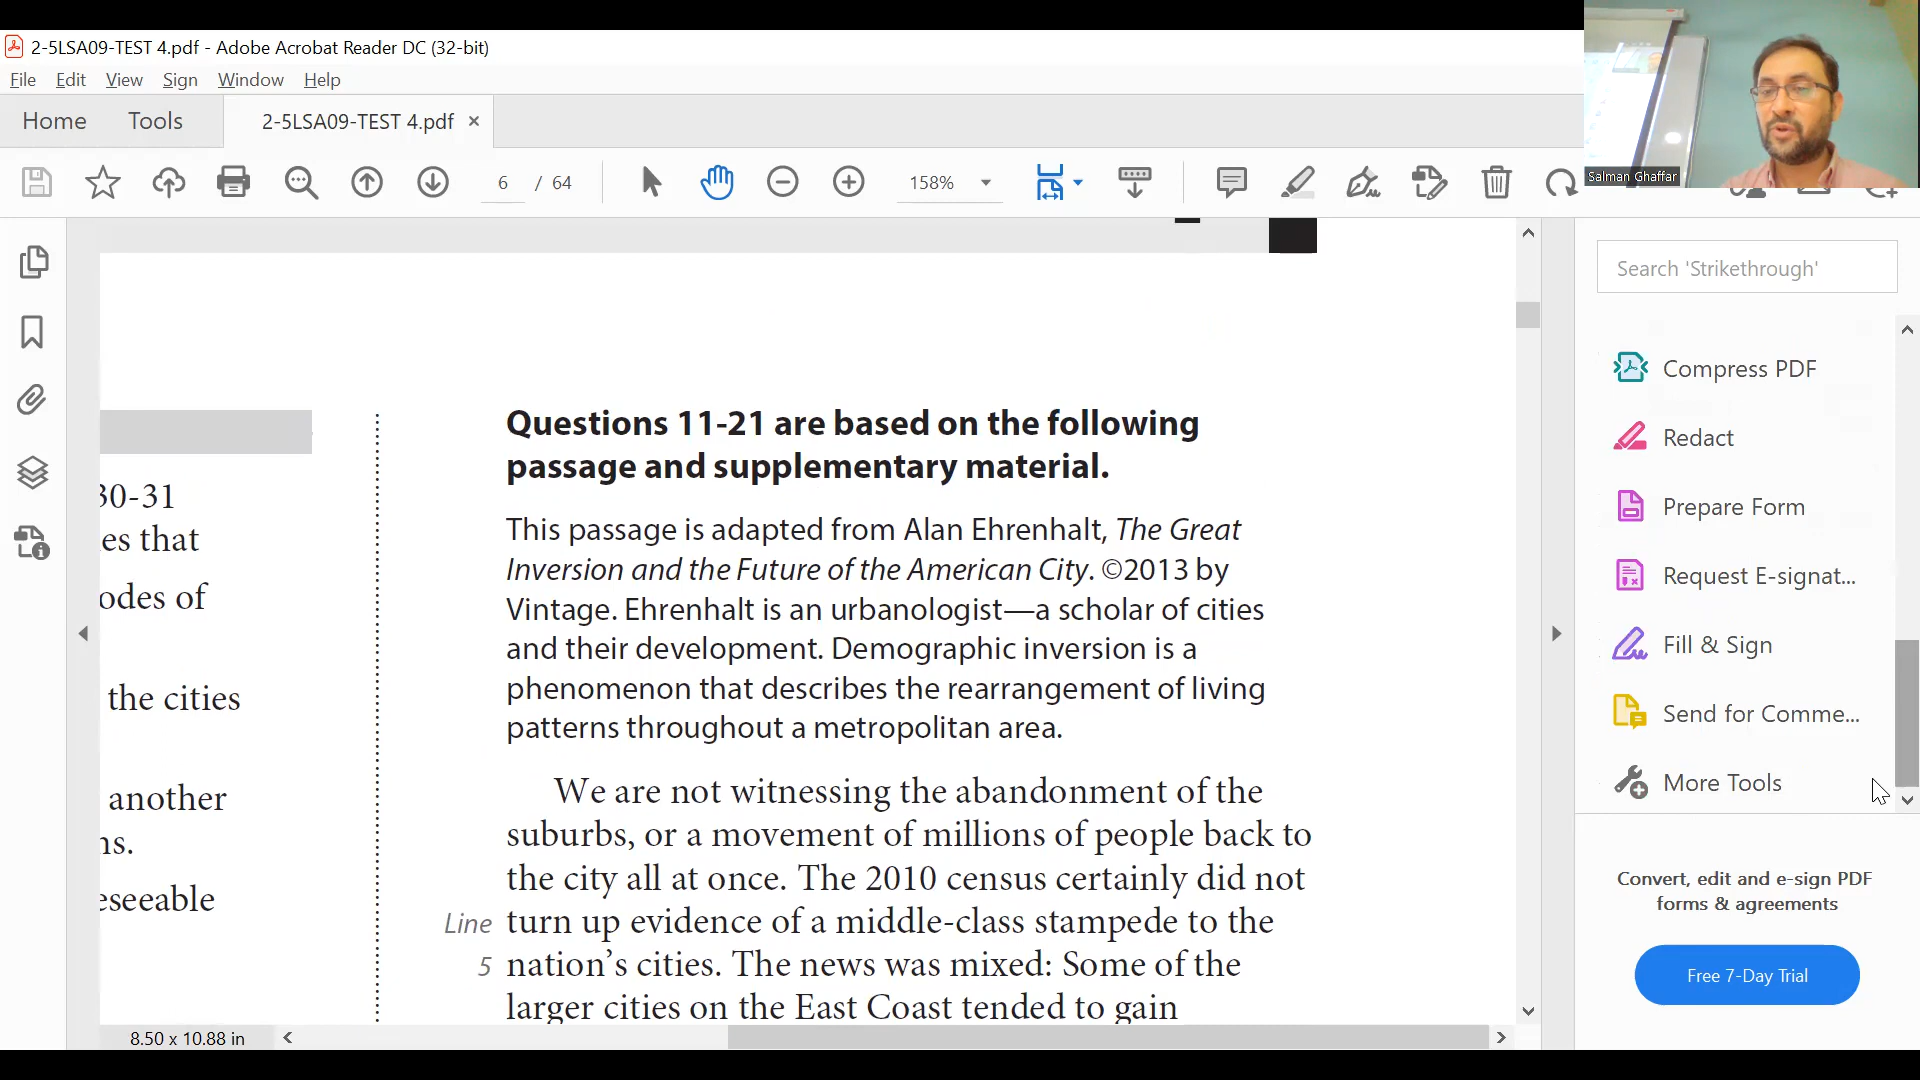 2-5LSA09-TEST 4.pdf - Adobe Acrobat Reader DC (32-bit)
File Edit View Sign Window Help
Home Tools 2-5LSA09-TEST 4.pdf ×
6 / 64 158%
Salman Ghaffar
Search 'Strikethrough'
Compress PDF
Redact
Prepare Form
Request E-signat...
Fill & Sign
Send for Comme...
More Tools
Convert, edit and e-sign PDF
forms & agreements
Free 7-Day Trial
30-31
es that
odes of
the cities
another
ns.
eseeable
Questions 11-21 are based on the following
passage and supplementary material.
This passage is adapted from Alan Ehrenhalt, The Great
Inversion and the Future of the American City. ©2013 by
Vintage. Ehrenhalt is an urbanologist—a scholar of cities
and their development. Demographic inversion is a
phenomenon that describes the rearrangement of living
patterns throughout a metropolitan area.
We are not witnessing the abandonment of the
suburbs, or a movement of millions of people back to
the city all at once. The 2010 census certainly did not
Line turn up evidence of a middle-class stampede to the
5 nation's cities. The news was mixed: Some of the
larger cities on the East Coast tended to gain
8.50 x 10.88 in